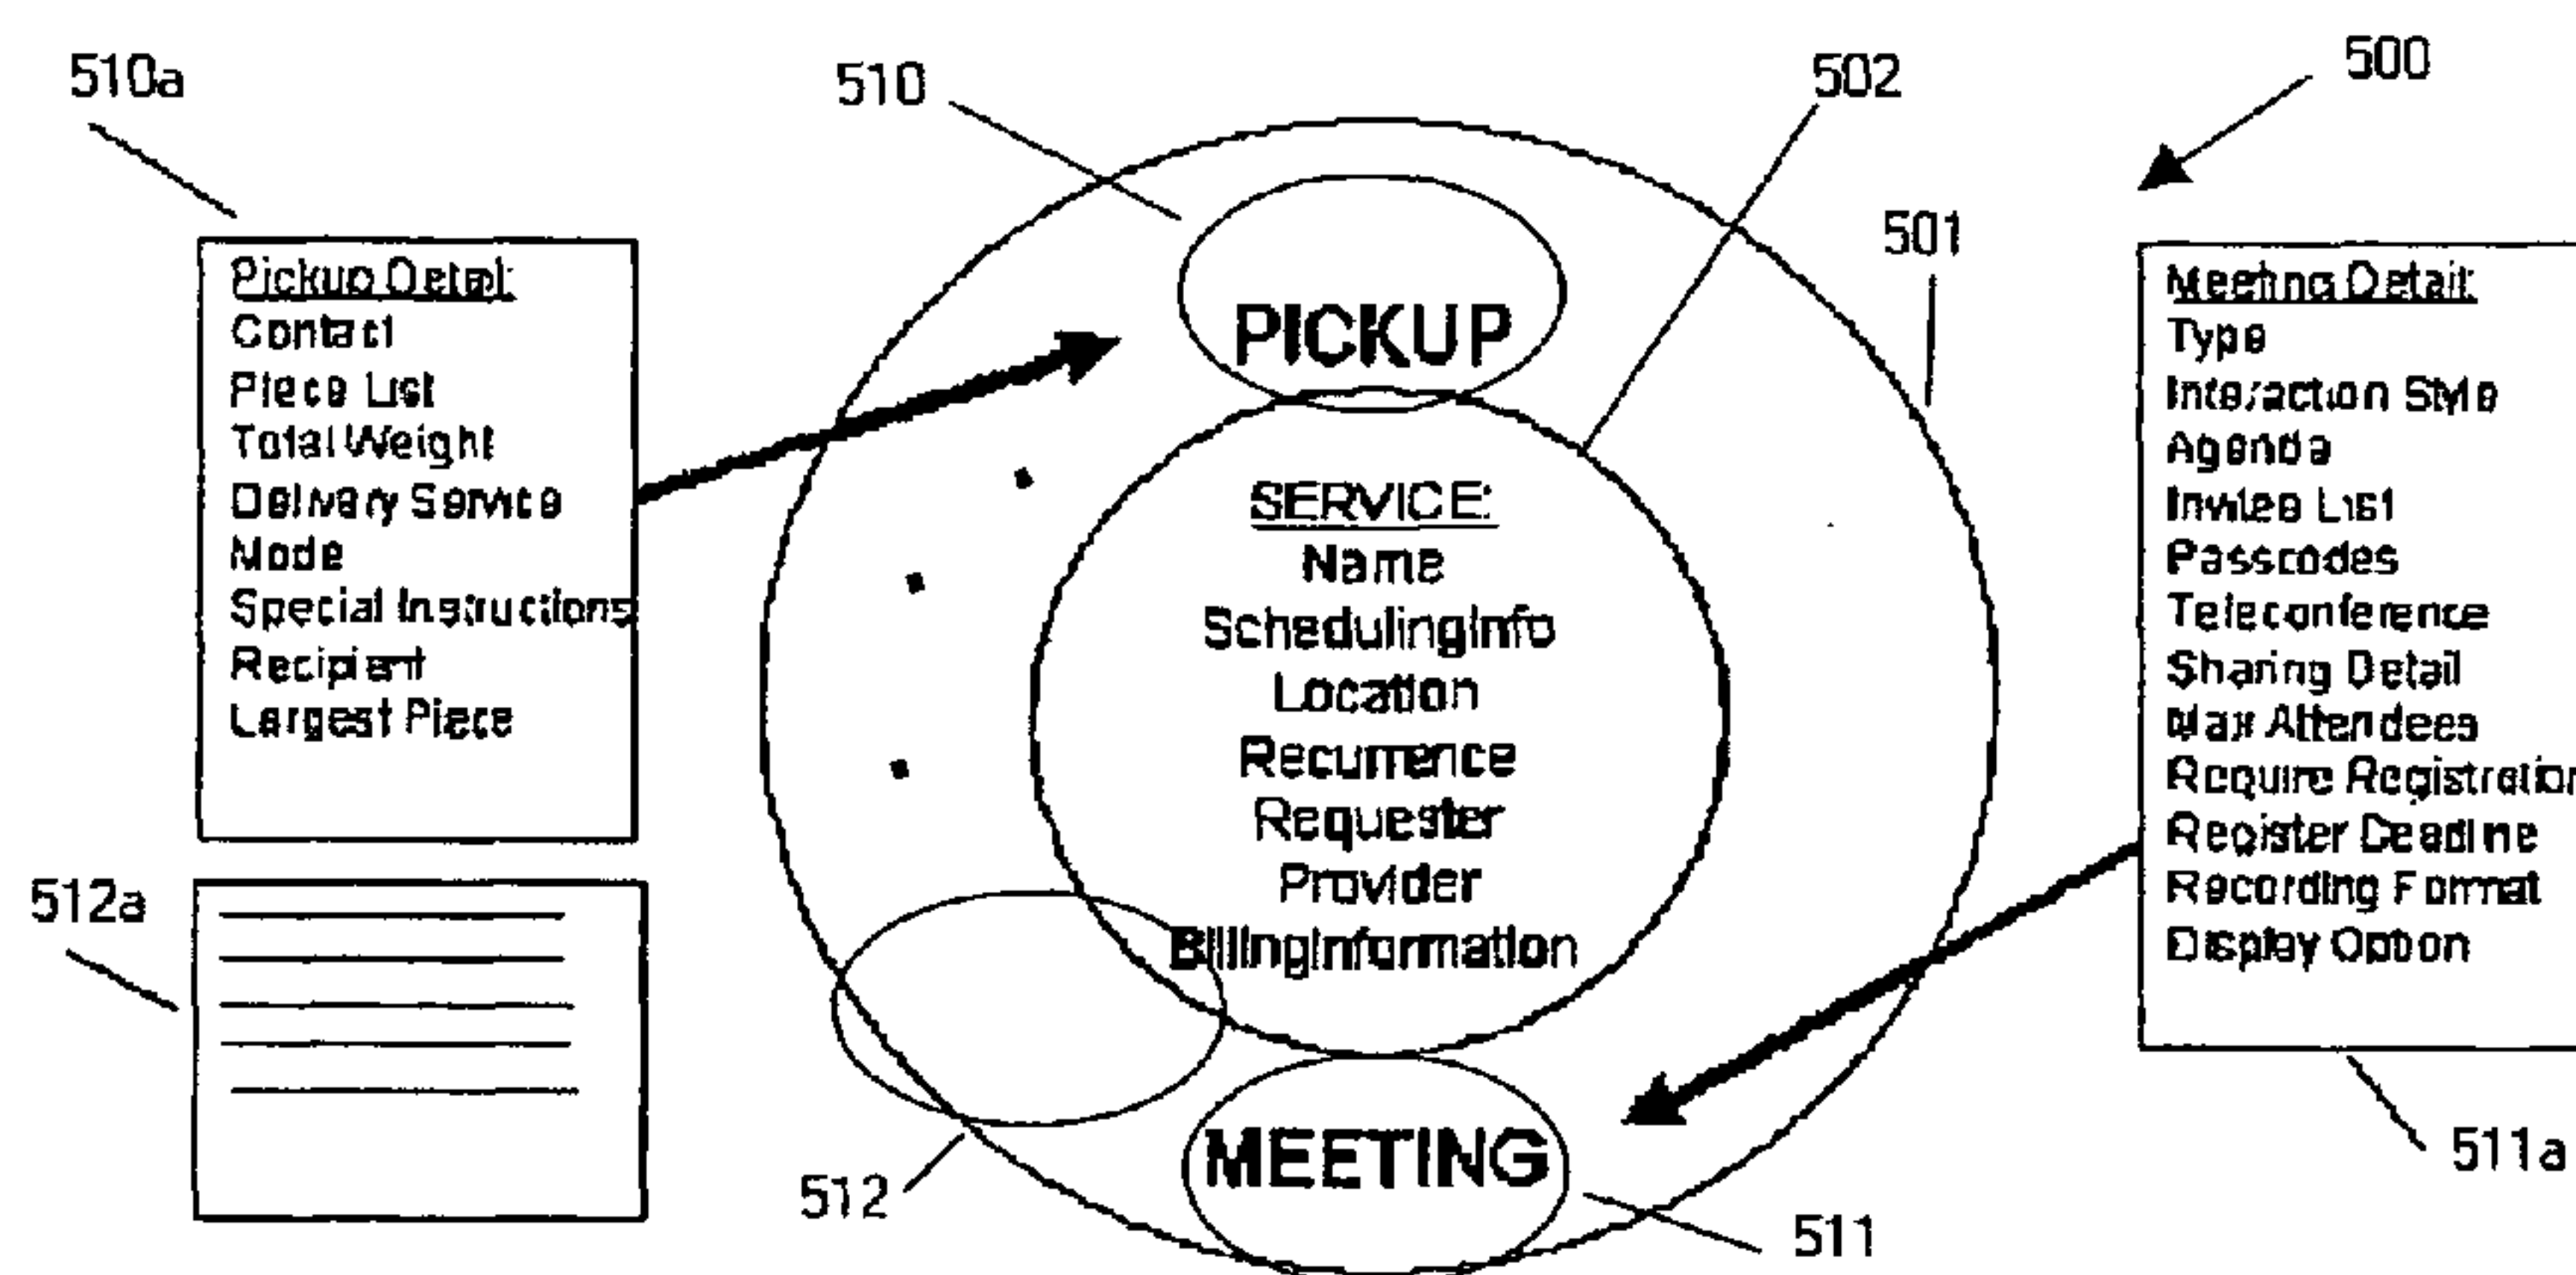 510a
510
502
500
501
Pickup Detail:
Contact
Piece List
Total Weight
Delivery Service
Mode
Special Instructions
Recipient
Largest Piece
PICKUP
SERVICE:
Name
SchedulingInfo
Location
Recurrence
Requester
Provider
BillingInformation
Meeting Detail:
Type
Interaction Style
Agenda
Invitee List
Passcodes
Teleconference
Sharing Detail
Max Attendees
Require Registration
Register Deadline
Recording Format
Display Option
512a
512
MEETING
511
511a